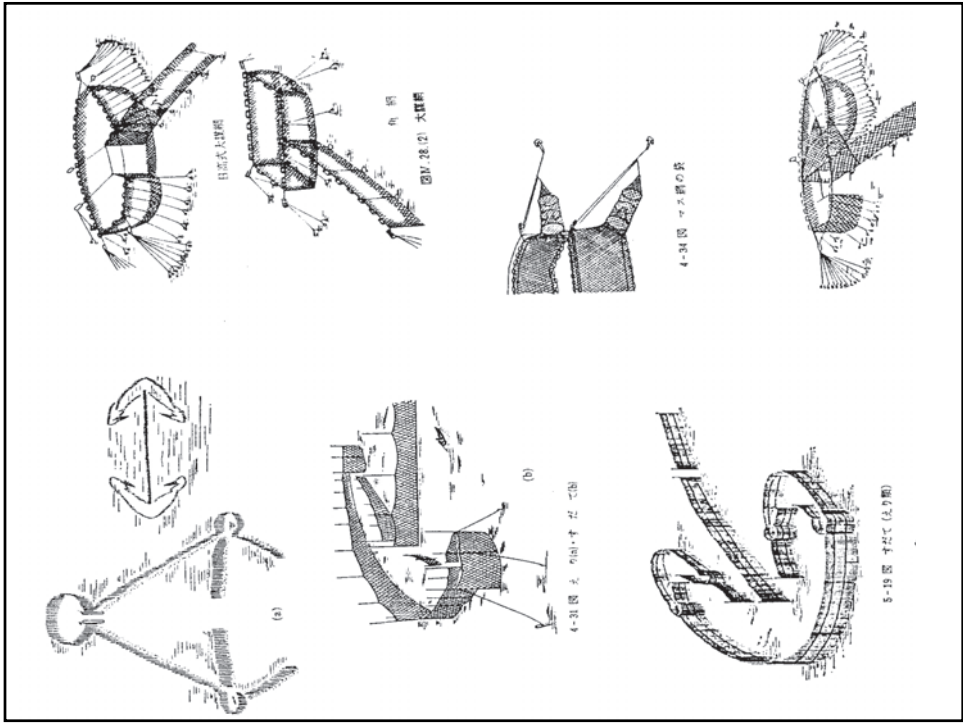 日高式大謀網
角 網
図Ⅳ.28.(2) 大謀網
4-34 図 マス網の袋
(a)
(b)
4-31 図 えり(a)・すだて(b)
5-19 図 すだて(えり類)